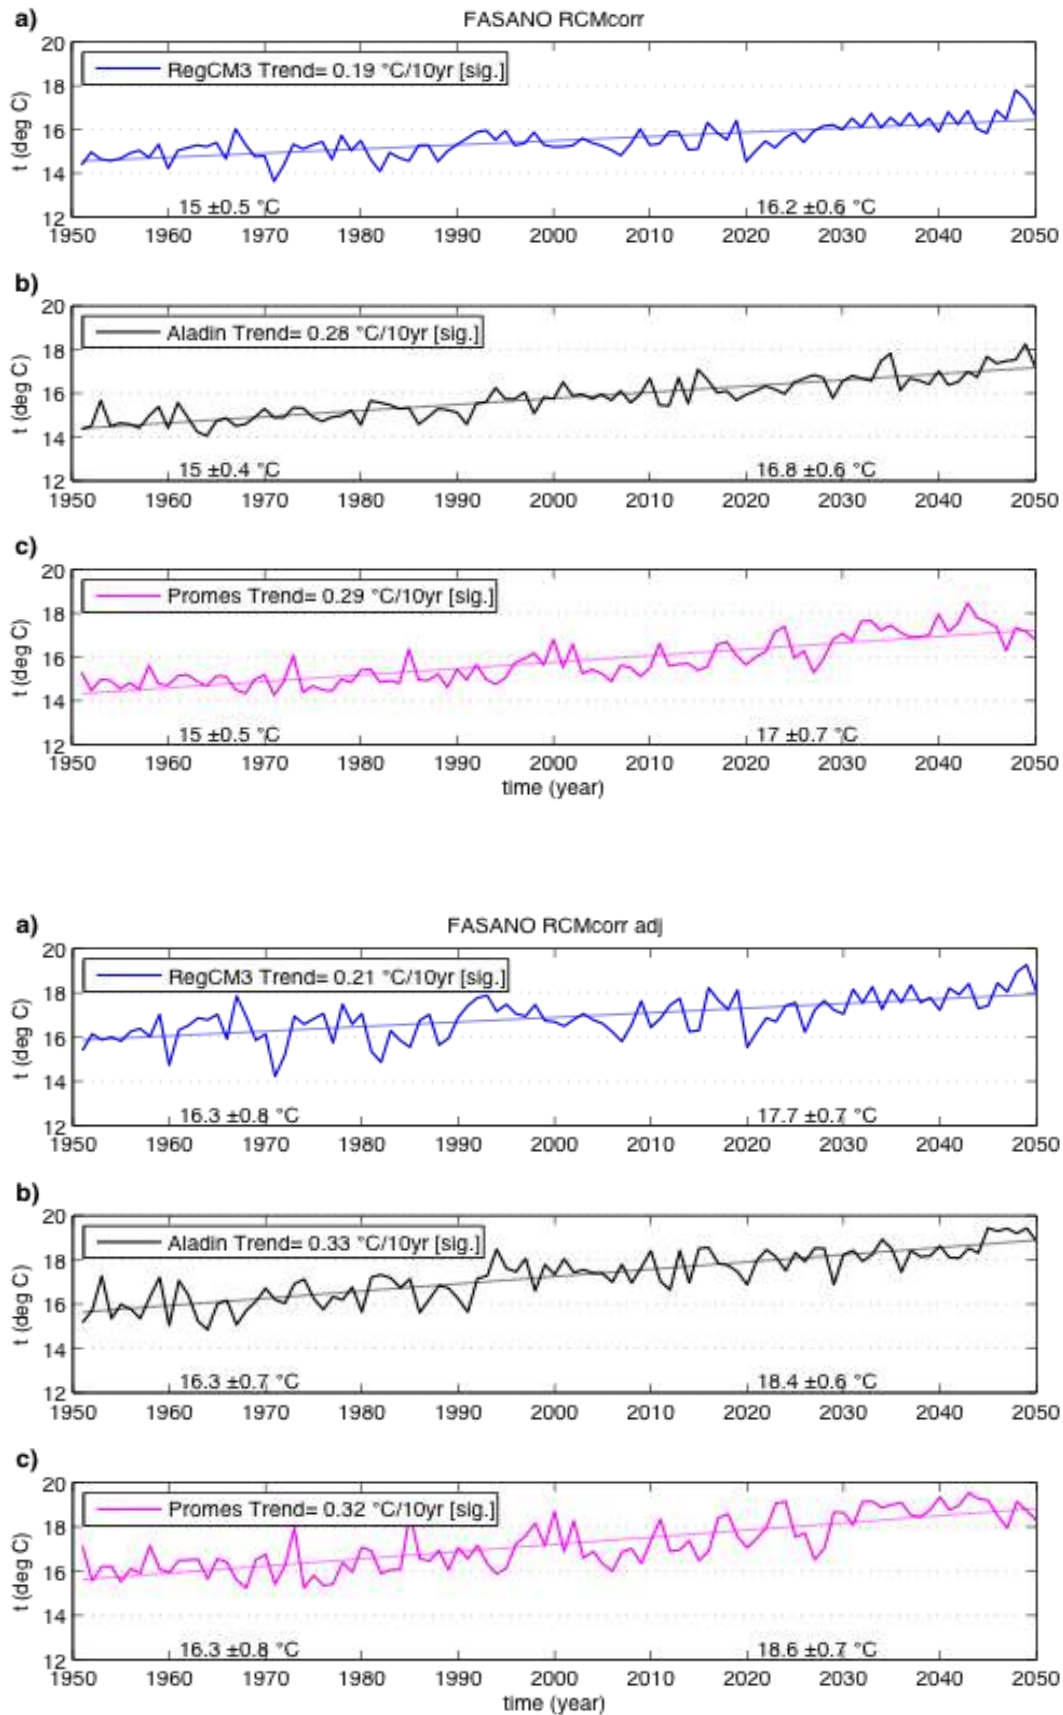 a)
FASANO RCMcorr
20
18
16
14
12
t (deg C)
RegCM3 Trend= 0.19 °C/10yr [sig.]
15 ±0.5 °C
16.2 ±0.6 °C
1950 1960 1970 1980 1990 2000 2010 2020 2030 2040 2050
b)
20
18
16
14
12
t (deg C)
Aladin Trend= 0.28 °C/10yr [sig.]
15 ±0.4 °C
16.8 ±0.6 °C
1950 1960 1970 1980 1990 2000 2010 2020 2030 2040 2050
c)
20
18
16
14
12
t (deg C)
Promes Trend= 0.29 °C/10yr [sig.]
15 ±0.5 °C
17 ±0.7 °C
1950 1960 1970 1980 1990 2000 2010 2020 2030 2040 2050
time (year)
a)
FASANO RCMcorr adj
20
18
16
14
12
t (deg C)
RegCM3 Trend= 0.21 °C/10yr [sig.]
16.3 ±0.8 °C
17.7 ±0.7 °C
1950 1960 1970 1980 1990 2000 2010 2020 2030 2040 2050
b)
20
18
16
14
12
t (deg C)
Aladin Trend= 0.33 °C/10yr [sig.]
16.3 ±0.7 °C
18.4 ±0.6 °C
1950 1960 1970 1980 1990 2000 2010 2020 2030 2040 2050
c)
20
18
16
14
12
t (deg C)
Promes Trend= 0.32 °C/10yr [sig.]
16.3 ±0.8 °C
18.6 ±0.7 °C
1950 1960 1970 1980 1990 2000 2010 2020 2030 2040 2050
time (year)